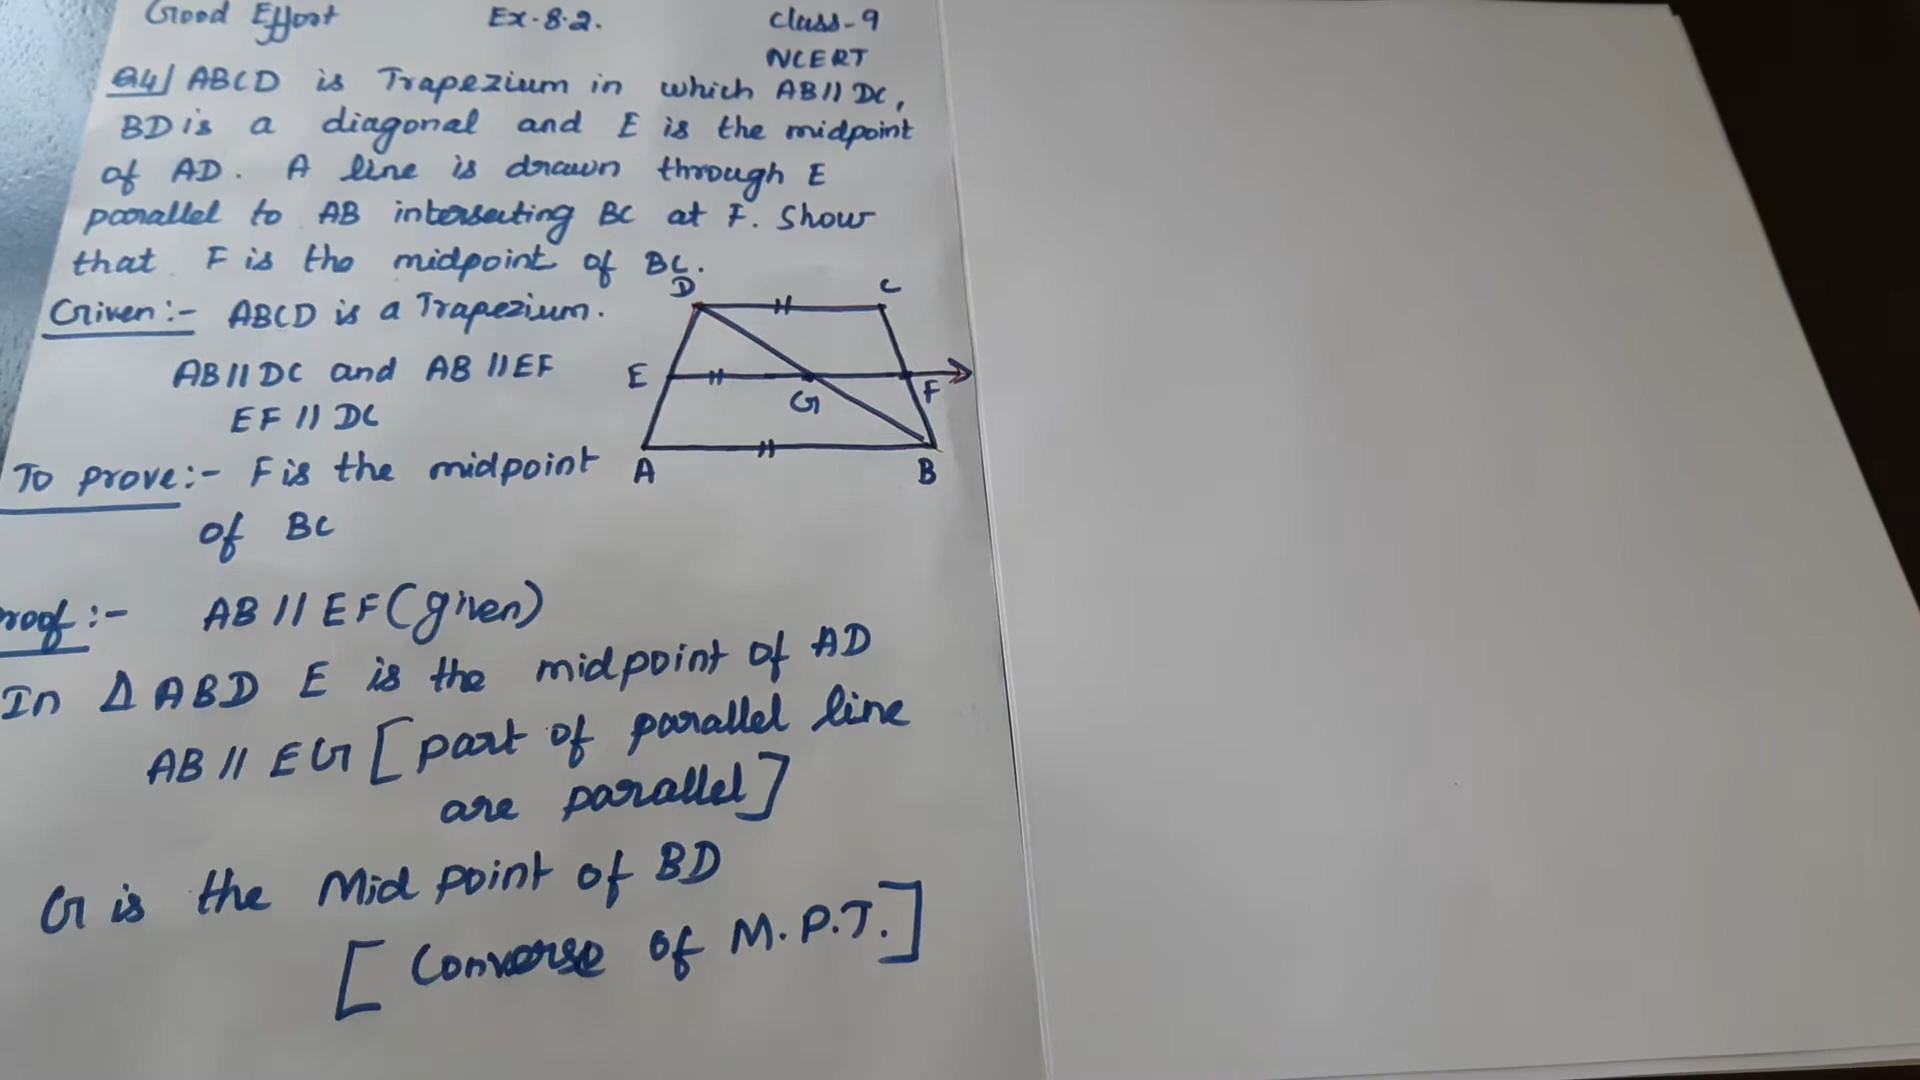 Good Effort Ex-8.2. Class-9
NCERT
Q4/ ABCD is Trapezium in which AB// DC,
BD is a diagonal and E is the midpoint
of AD. A line is drawn through E
parallel to AB intersecting BC at F. Show
that F is the midpoint of BC.
Given:- ABCD is a Trapezium.
AB//DC and AB //EF
EF // DC
To prove:- F is the midpoint
of BC
D C
E G F
A B
roof:- AB // EF (given)
In Δ ABD E is the midpoint of AD
AB // EG [part of parallel line
are parallel]
G is the Mid point of BD
[Converse of M.P.T.]